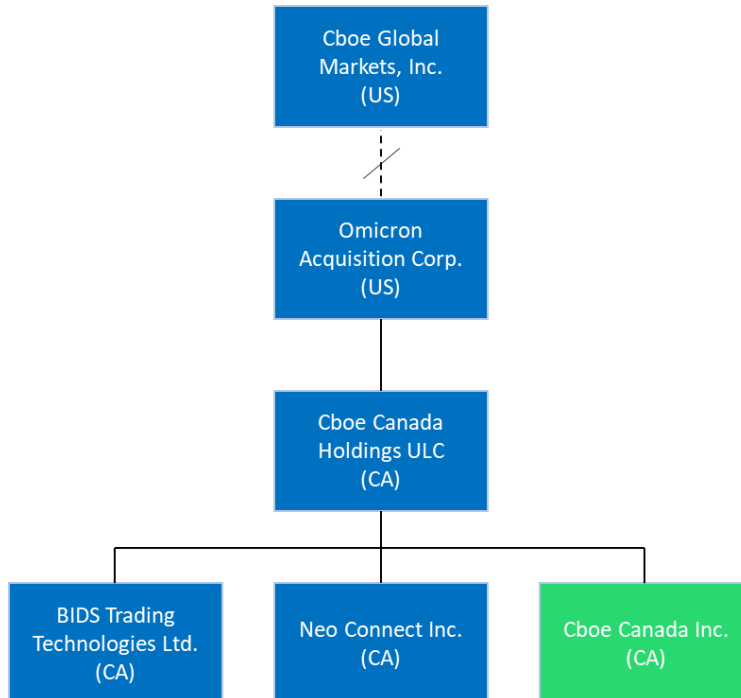 Cboe Global
Markets, Inc.
(US)
Omicron
Acquisition Corp.
(US)
Cboe Canada
Holdings ULC
(CA)
BIDS Trading
Technologies Ltd.
(CA)
Neo Connect Inc.
(CA)
Cboe Canada Inc.
(CA)